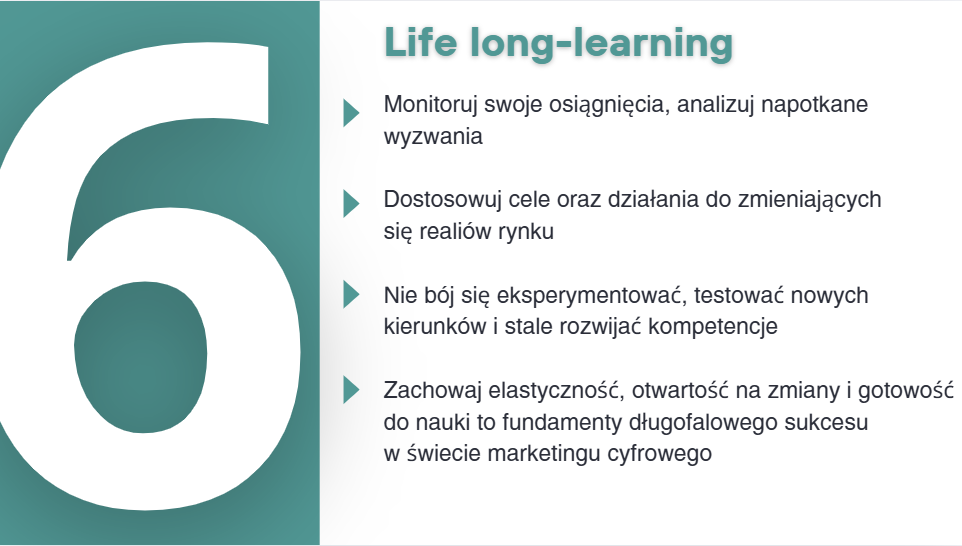 6
Life long-learning
Monitoruj swoje osiągnięcia, analizuj napotkane
wyzwania
Dostosowuj cele oraz działania do zmieniających
się realiów rynku
Nie bój się eksperymentować, testować nowych
kierunków i stale rozwijać kompetencje
Zachowaj elastyczność, otwartość na zmiany i gotowość
do nauki to fundamenty długofalowego sukcesu
w świecie marketingu cyfrowego